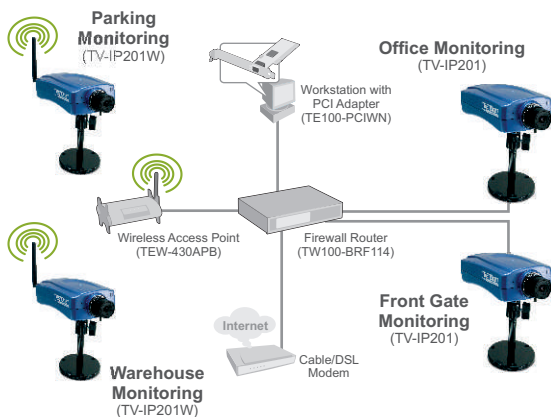 Parking
Monitoring
(TV-IP201W)
Office Monitoring
(TV-IP201)
Workstation with
PCI Adapter
(TE100-PCIWN)
Wireless Access Point
(TEW-430APB)
Firewall Router
(TW100-BRF114)
Front Gate
Monitoring
(TV-IP201)
Internet
Cable/DSL
Modem
Warehouse
Monitoring
(TV-IP201W)